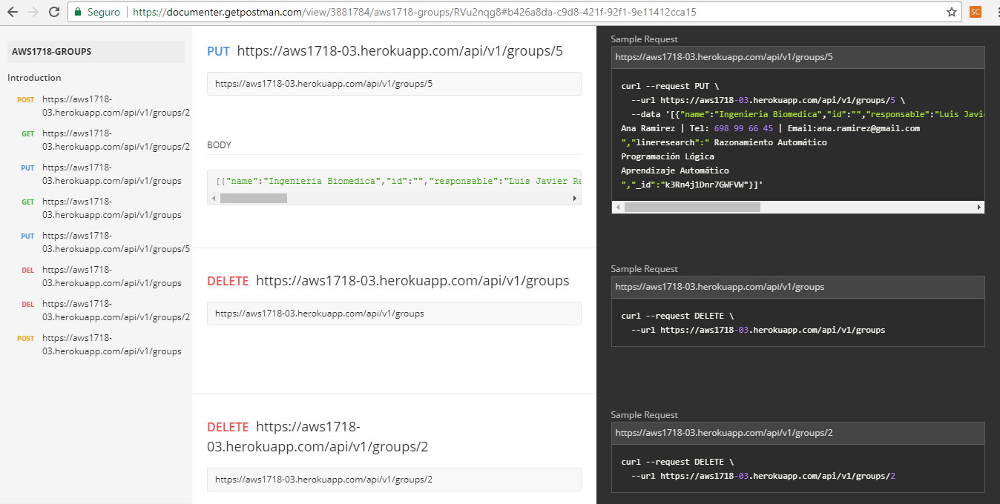 Seguro
https://documenter.getpostman.com/view/3881784/aws1718-groups/RVu2nqg8#b426a8da-c9d8-421f-92f1-9e11412cca15
SC
AWS1718-GROUPS
Introduction
POST https://aws1718-
03.herokuapp.com/api/v1/groups/2
GET https://aws1718-
03.herokuapp.com/api/v1/groups/2
PUT https://aws1718-
03.herokuapp.com/api/v1/groups
GET https://aws1718-
03.herokuapp.com/api/v1/groups
PUT https://aws1718-
03.herokuapp.com/api/v1/groups/5
DEL https://aws1718-
03.herokuapp.com/api/v1/groups
DEL https://aws1718-
03.herokuapp.com/api/v1/groups/2
POST https://aws1718-
03.herokuapp.com/api/v1/groups
PUT https://aws1718-03.herokuapp.com/api/v1/groups/5
https://aws1718-03.herokuapp.com/api/v1/groups/5
BODY
[{"name":"Ingenieria Biomedica","id":"","responsable":"Luis Javier Re
DELETE https://aws1718-03.herokuapp.com/api/v1/groups
https://aws1718-03.herokuapp.com/api/v1/groups
DELETE https://aws1718-
03.herokuapp.com/api/v1/groups/2
https://aws1718-03.herokuapp.com/api/v1/groups/2
Sample Request
https://aws1718-03.herokuapp.com/api/v1/groups/5
curl --request PUT \
--url https://aws1718-03.herokuapp.com/api/v1/groups/5 \
--data '[{"name":"Ingenieria Biomedica","id":"","responsable":"Luis Javi
Ana Ramirez | Tel: 698 99 66 45 | Email:ana.ramirez@gmail.com
","lineresearch":" Razonamiento Automático
Programación Lógica
Aprendizaje Automático
","_id":"k3Rn4j1Dnr7GWFVW"}]'
Sample Request
https://aws1718-03.herokuapp.com/api/v1/groups
curl --request DELETE \
--url https://aws1718-03.herokuapp.com/api/v1/groups
Sample Request
https://aws1718-03.herokuapp.com/api/v1/groups/2
curl --request DELETE \
--url https://aws1718-03.herokuapp.com/api/v1/groups/2